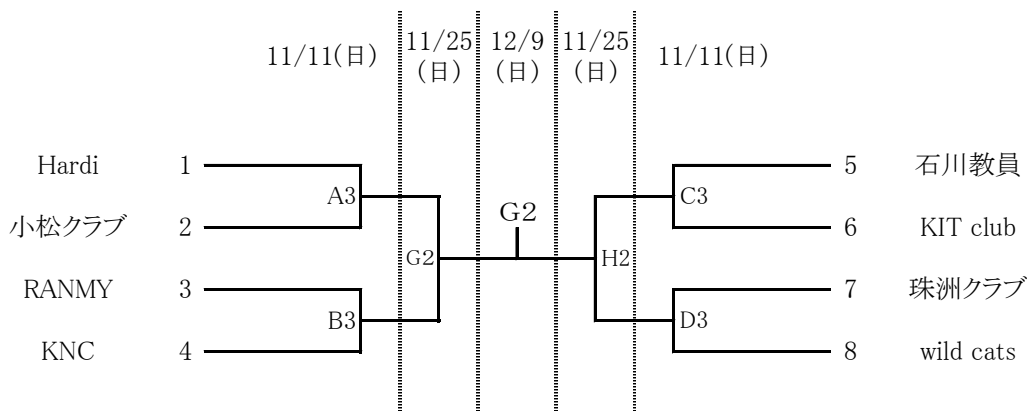 11/11(日) 11/25 12/9 11/25 11/11(日)
(日) (日) (日)
Hardi 1 5 石川教員
A3 C3
G2
小松クラブ 2 6 KIT club
G2 H2
RANMY 3 7 珠洲クラブ
B3 D3
KNC 4 8 wild cats